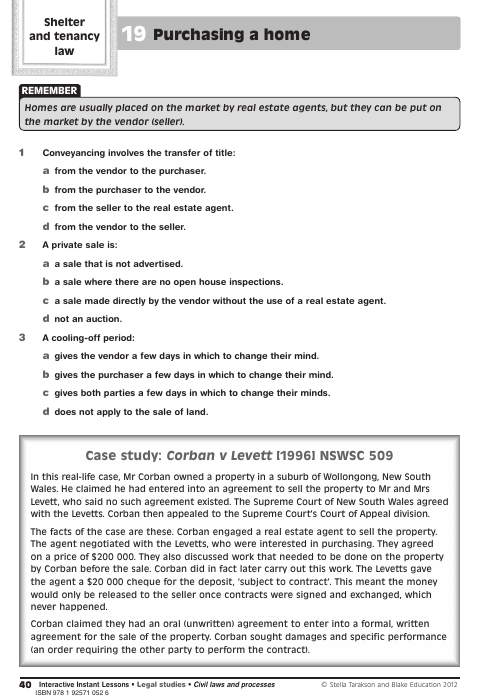 Shelter
and tenancy
law
19 Purchasing a home
REMEMBER
Homes are usually placed on the market by real estate agents, but they can be put on
the market by the vendor (seller).
1 Conveyancing involves the transfer of title:
a from the vendor to the purchaser.
b from the purchaser to the vendor.
c from the seller to the real estate agent.
d from the vendor to the seller.
2 A private sale is:
a a sale that is not advertised.
b a sale where there are no open house inspections.
c a sale made directly by the vendor without the use of a real estate agent.
d not an auction.
3 A cooling-off period:
a gives the vendor a few days in which to change their mind.
b gives the purchaser a few days in which to change their mind.
c gives both parties a few days in which to change their minds.
d does not apply to the sale of land.
Case study: Corban v Levett [1996] NSWSC 509
In this real-life case, Mr Corban owned a property in a suburb of Wollongong, New South
Wales. He claimed he had entered into an agreement to sell the property to Mr and Mrs
Levett, who said no such agreement existed. The Supreme Court of New South Wales agreed
with the Levetts. Corban then appealed to the Supreme Court's Court of Appeal division.
The facts of the case are these. Corban engaged a real estate agent to sell the property.
The agent negotiated with the Levetts, who were interested in purchasing. They agreed
on a price of $200 000. They also discussed work that needed to be done on the property
by Corban before the sale. Corban did in fact later carry out this work. The Levetts gave
the agent a $20 000 cheque for the deposit, 'subject to contract'. This meant the money
would only be released to the seller once contracts were signed and exchanged, which
never happened.
Corban claimed they had an oral (unwritten) agreement to enter into a formal, written
agreement for the sale of the property. Corban sought damages and specific performance
(an order requiring the other party to perform the contract).
40 Interactive Instant Lessons • Legal studies • Civil laws and processes © Stella Tarakson and Blake Education 2012
ISBN 978 1 92571 052 6